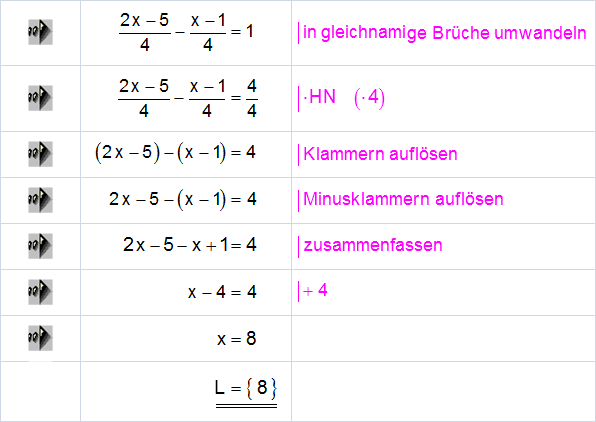 (2x − 5)/4 − (x − 1)/4 = 1 | in gleichnamige Brüche umwandeln
(2x − 5)/4 − (x − 1)/4 = 4/4 | ·HN (·4)
(2x − 5) − (x − 1) = 4 | Klammern auflösen
2x − 5 − (x − 1) = 4 | Minusklammern auflösen
2x − 5 − x + 1 = 4 | zusammenfassen
x − 4 = 4 | + 4
x = 8
L = {8}